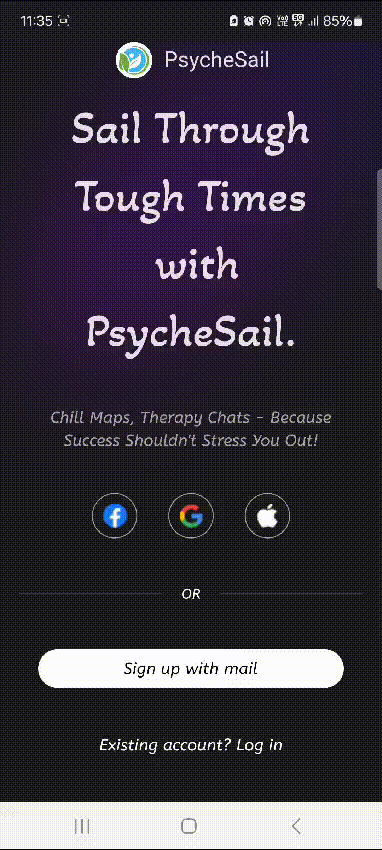 11:35 85%
PsycheSail
Sail Through
Tough Times
with
PsycheSail.
Chill Maps, Therapy Chats - Because
Success Shouldn't Stress You Out!
OR
Sign up with mail
Existing account? Log in